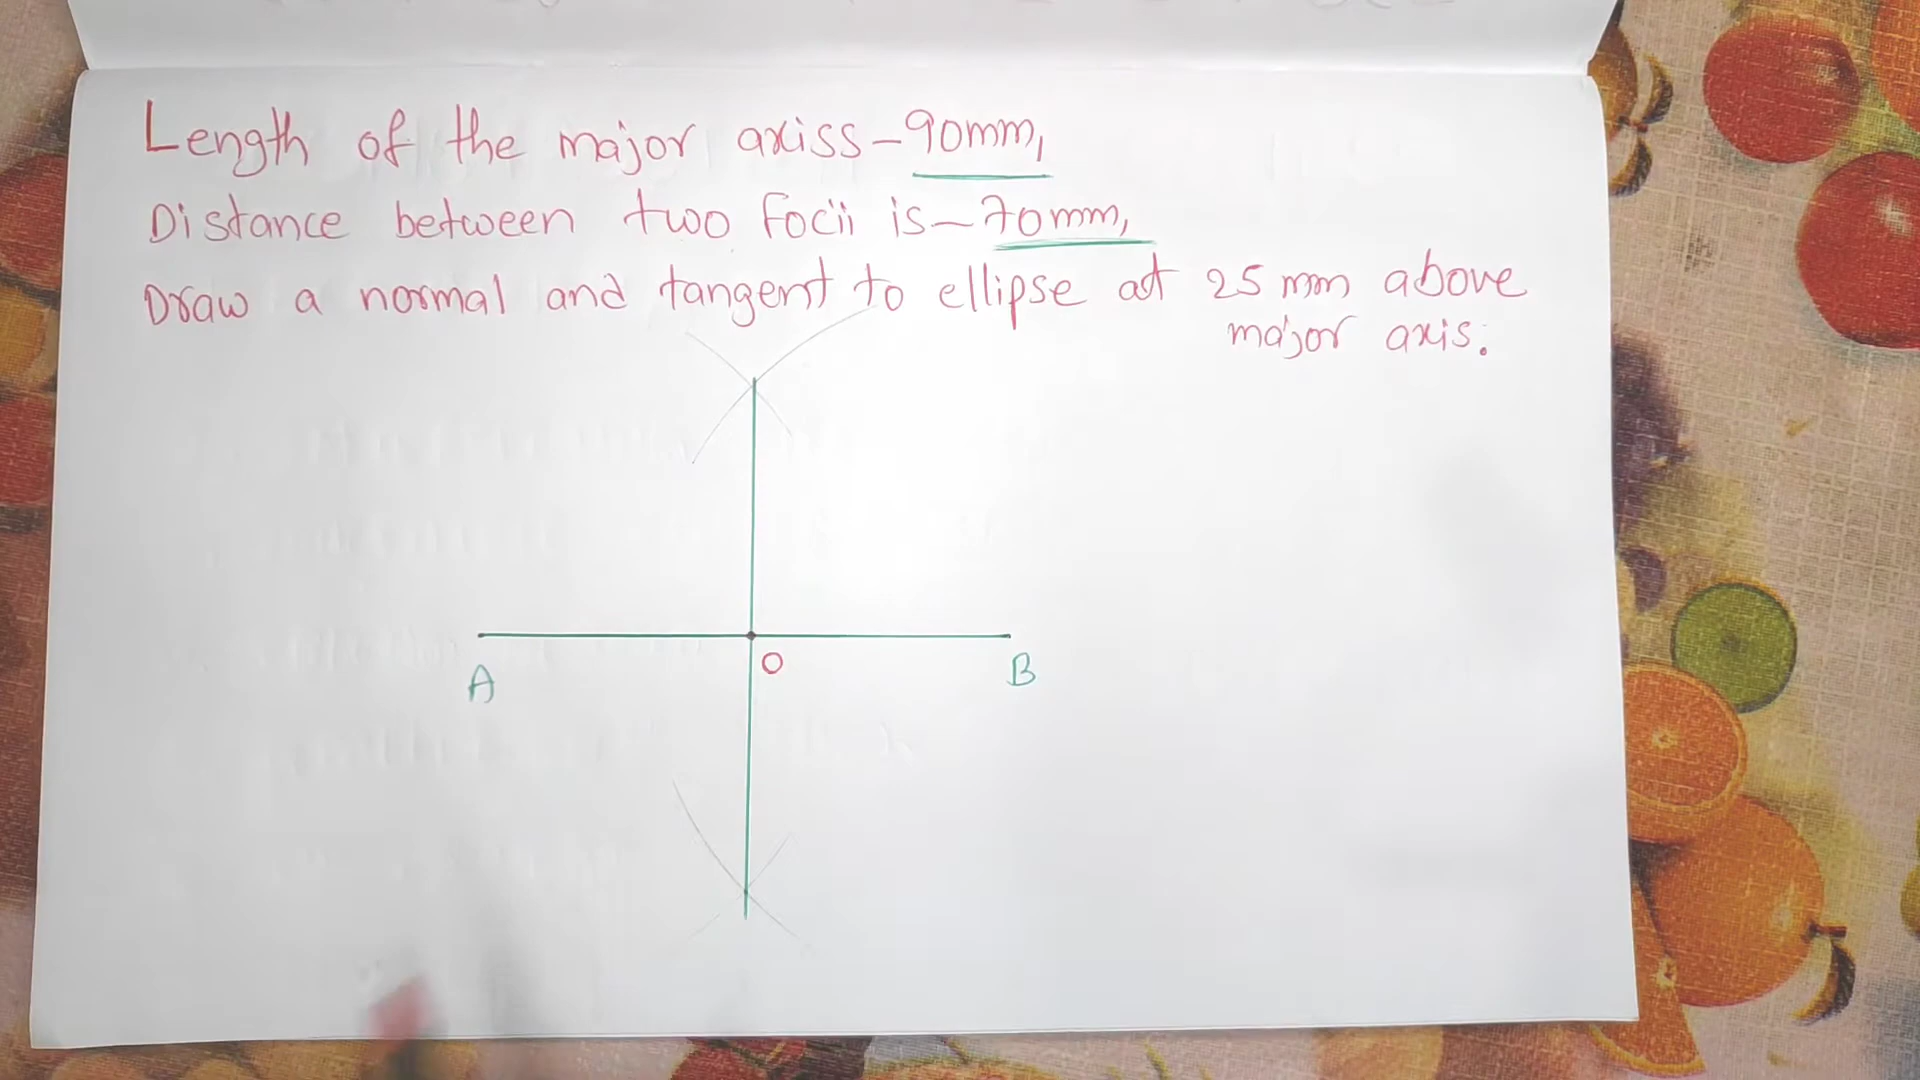 Length of the major axiss-90mm,
Distance between two focii is-70mm,
Draw a normal and tangent to ellipse at 25 mm above
major axis.
O
A
B